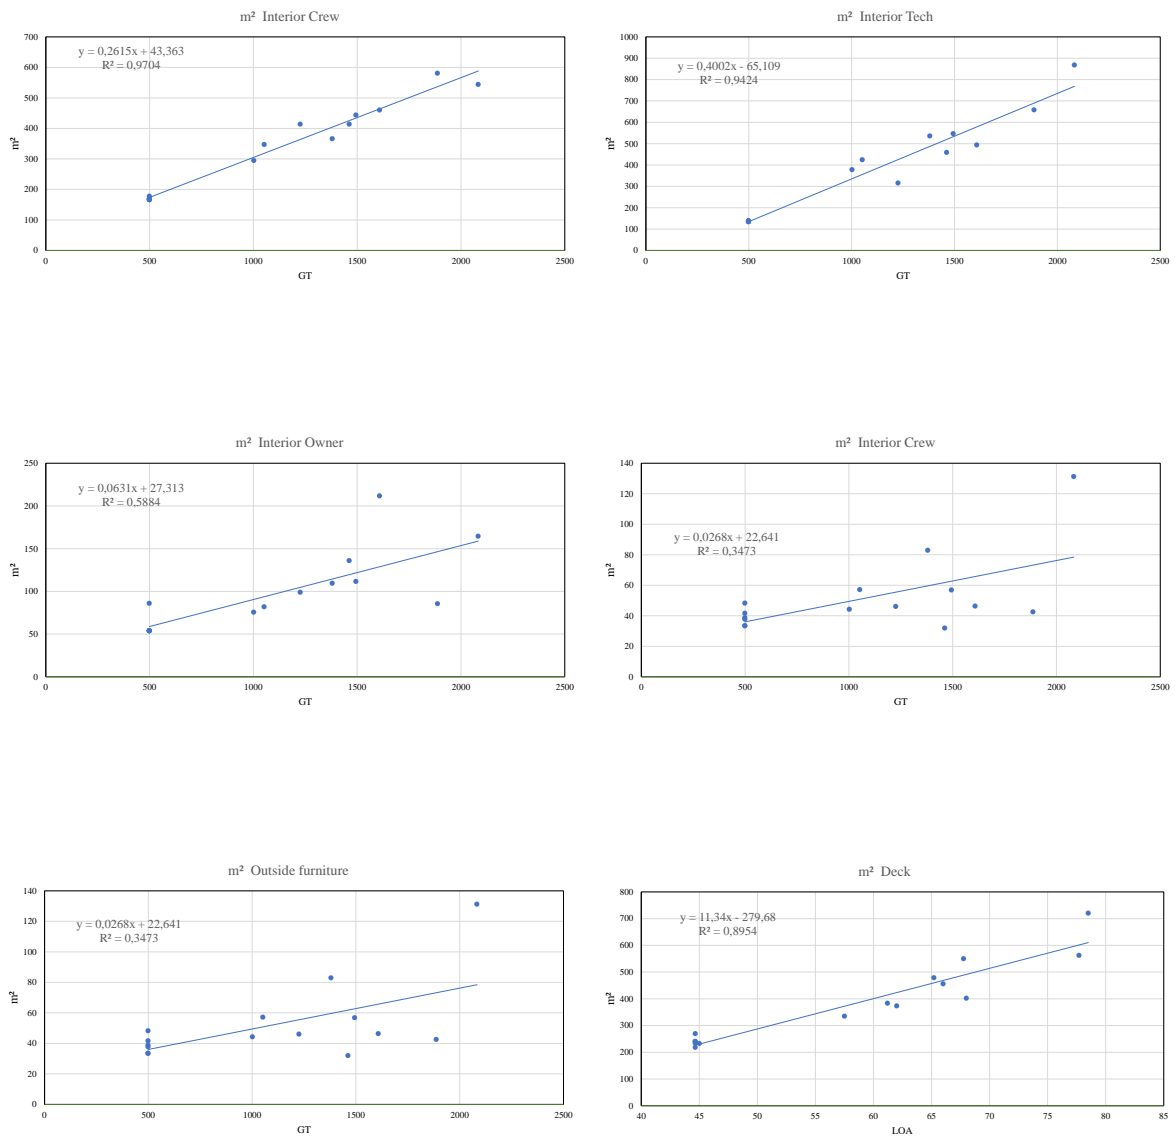 m² Interior Crew
y = 0,2615x + 43,363
R² = 0,9704
700
600
500
400
300
200
100
0
m²
0 500 1000 1500 2000 2500
GT
m² Interior Tech
y = 0,4002x - 65,109
R² = 0,9424
1000
900
800
700
600
500
400
300
200
100
0
m²
0 500 1000 1500 2000 2500
GT
m² Interior Owner
y = 0,0631x + 27,313
R² = 0,5884
250
200
150
100
50
0
m²
0 500 1000 1500 2000 2500
GT
m² Interior Crew
y = 0,0268x + 22,641
R² = 0,3473
140
120
100
80
60
40
20
0
m²
0 500 1000 1500 2000 2500
GT
m² Outside furniture
y = 0,0268x + 22,641
R² = 0,3473
140
120
100
80
60
40
20
0
m²
0 500 1000 1500 2000 2500
GT
m² Deck
y = 11,34x - 279,68
R² = 0,8954
800
700
600
500
400
300
200
100
0
m²
40 45 50 55 60 65 70 75 80 85
LOA